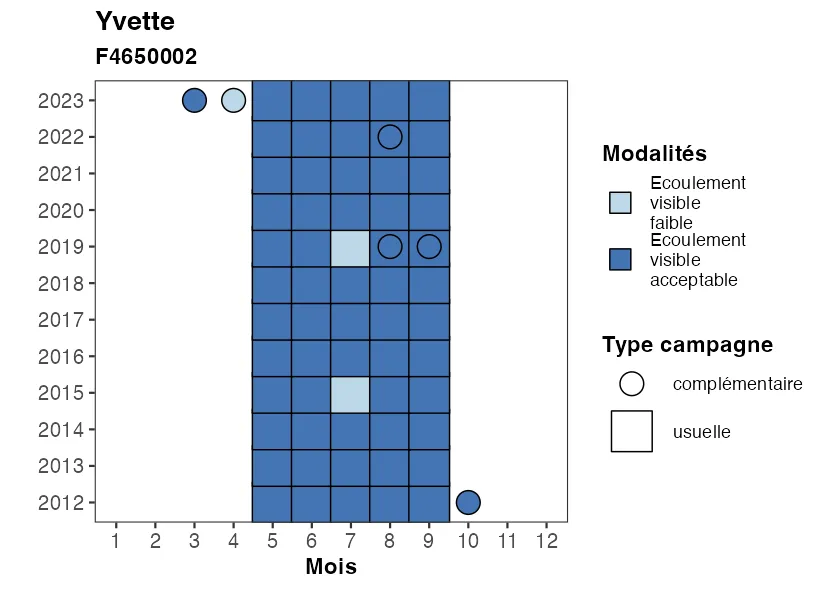 Yvette
F4650002
2023
2022
2021
2020
2019
2018
2017
2016
2015
2014
2013
2012
1 2 3 4 5 6 7 8 9 10 11 12
Mois
Modalités
Ecoulement
visible
faible
Ecoulement
visible
acceptable
Type campagne
complémentaire
usuelle